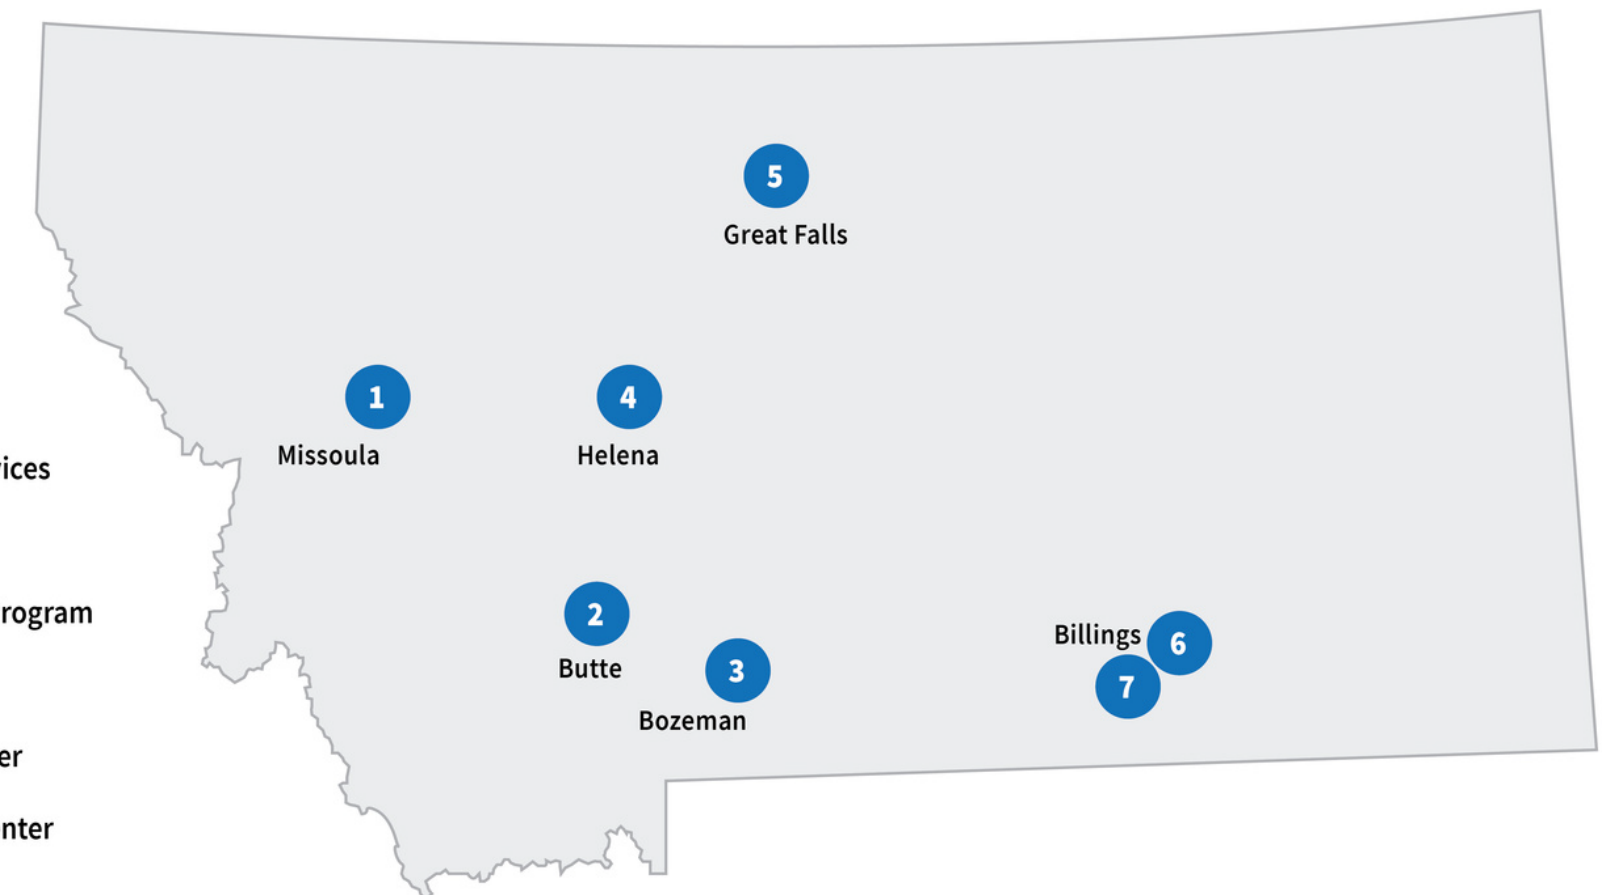 5
Great Falls
1
4
Missoula
Helena
ices
2
rogram
Butte
Billings
6
3
7
Bozeman
er
nter